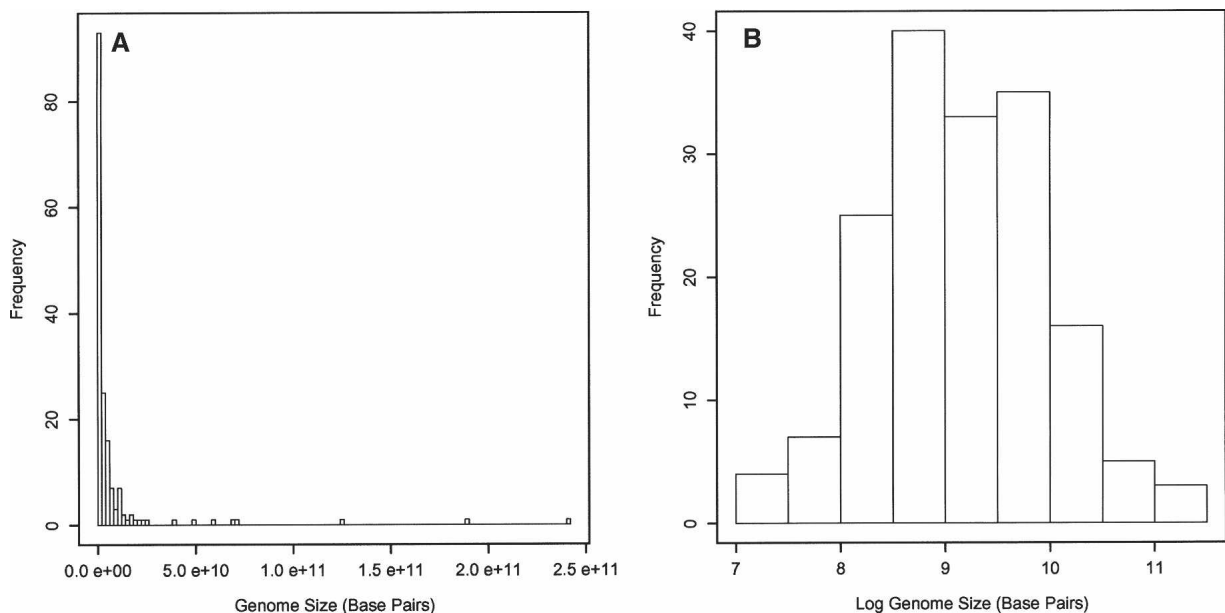 A
Frequency
80
60
40
20
0
0.0 e+00
5.0 e+10
1.0 e+11
1.5 e+11
2.0 e+11
2.5 e+11
Genome Size (Base Pairs)
B
Frequency
40
30
20
10
0
7
8
9
10
11
Log Genome Size (Base Pairs)